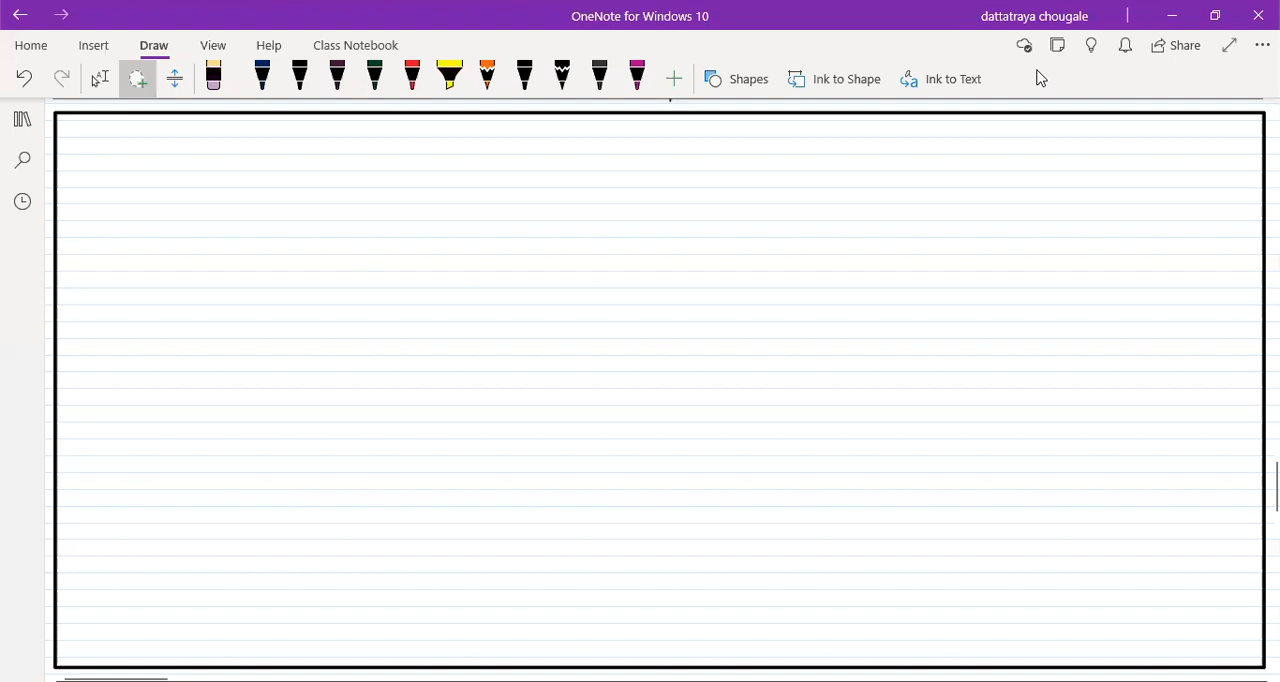 OneNote for Windows 10
dattatraya chougale
Home
Insert
Draw
View
Help
Class Notebook
Share
Shapes
Ink to Shape
Ink to Text